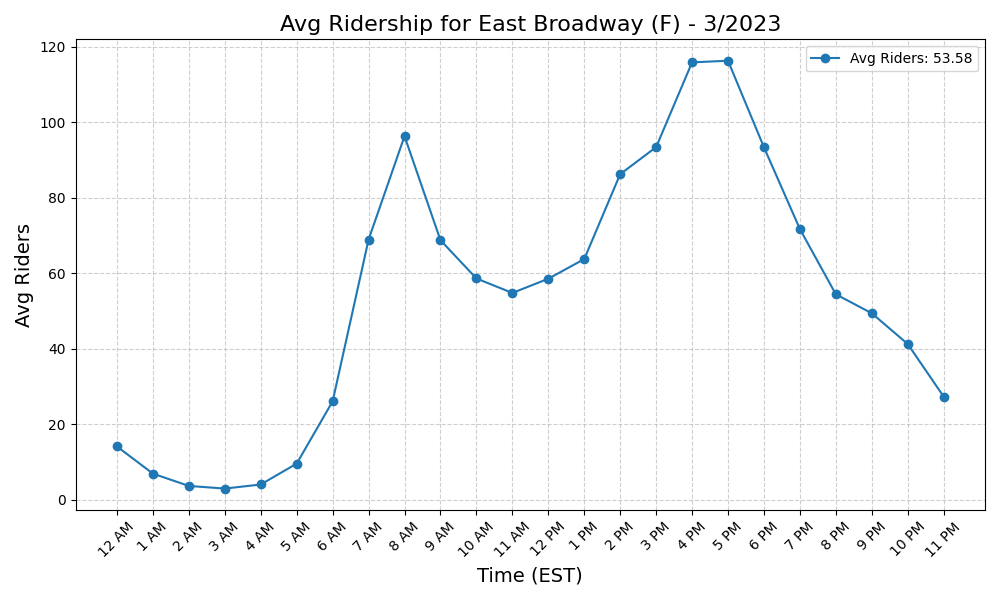 Avg Ridership for East Broadway (F) - 3/2023
Avg Riders: 53.58
Avg Riders
120
100
80
60
40
20
0
12 AM
1 AM
2 AM
3 AM
4 AM
5 AM
6 AM
7 AM
8 AM
9 AM
10 AM
11 AM
12 PM
1 PM
2 PM
3 PM
4 PM
5 PM
6 PM
7 PM
8 PM
9 PM
10 PM
11 PM
Time (EST)